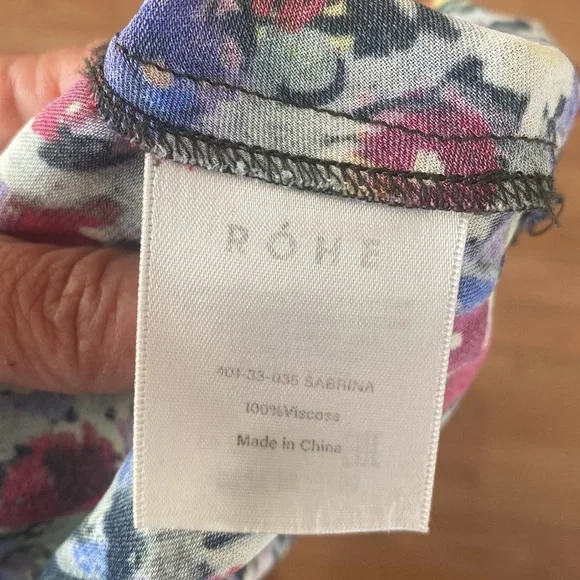 RÓHE
401-33-035 SABRINA
100%Viscose
Made in China